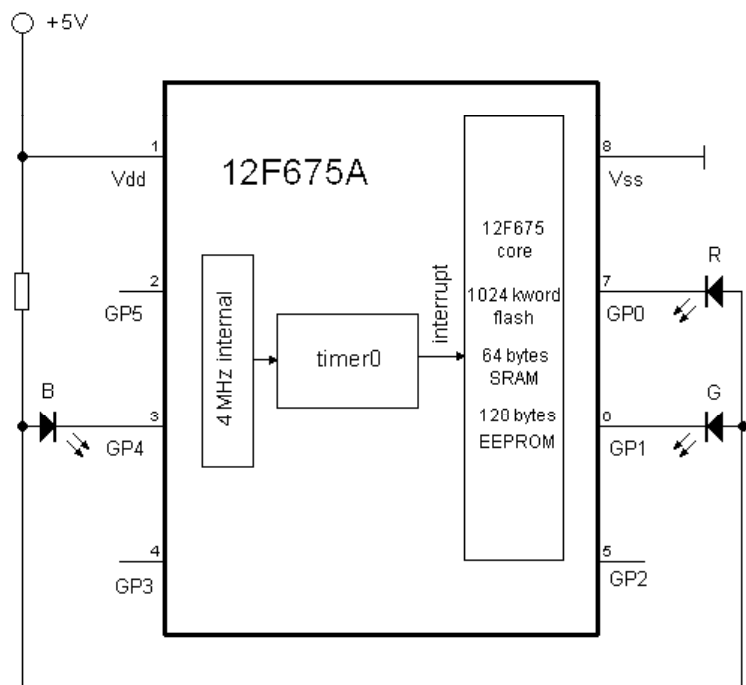 +5V
1
8
Vdd
12F675A
Vss
12F675
core
R
2
7
GP5
interrupt
1024 kword
flash
GP0
4 MHz internal
timer0
64 bytes
SRAM
B
G
3
120 bytes
EEPROM
6
GP4
GP1
4
5
GP3
GP2